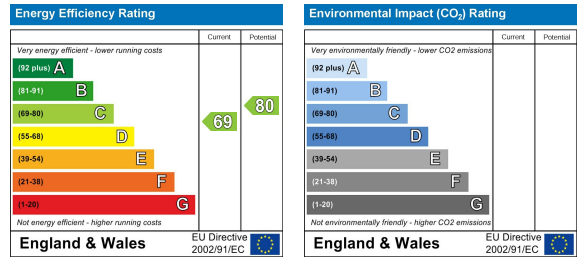 Energy Efficiency Rating
Current Potential
Very energy efficient - lower running costs
(92 plus) A
(81-91) B
(69-80) C
(55-68) D
(39-54) E
(21-38) F
(1-20) G
69
80
Not energy efficient - higher running costs
England & Wales
EU Directive
2002/91/EC
Environmental Impact (CO₂) Rating
Current Potential
Very environmentally friendly - lower CO2 emissions
(92 plus) A
(81-91) B
(69-80) C
(55-68) D
(39-54) E
(21-38) F
(1-20) G
Not environmentally friendly - higher CO2 emissions
England & Wales
EU Directive
2002/91/EC